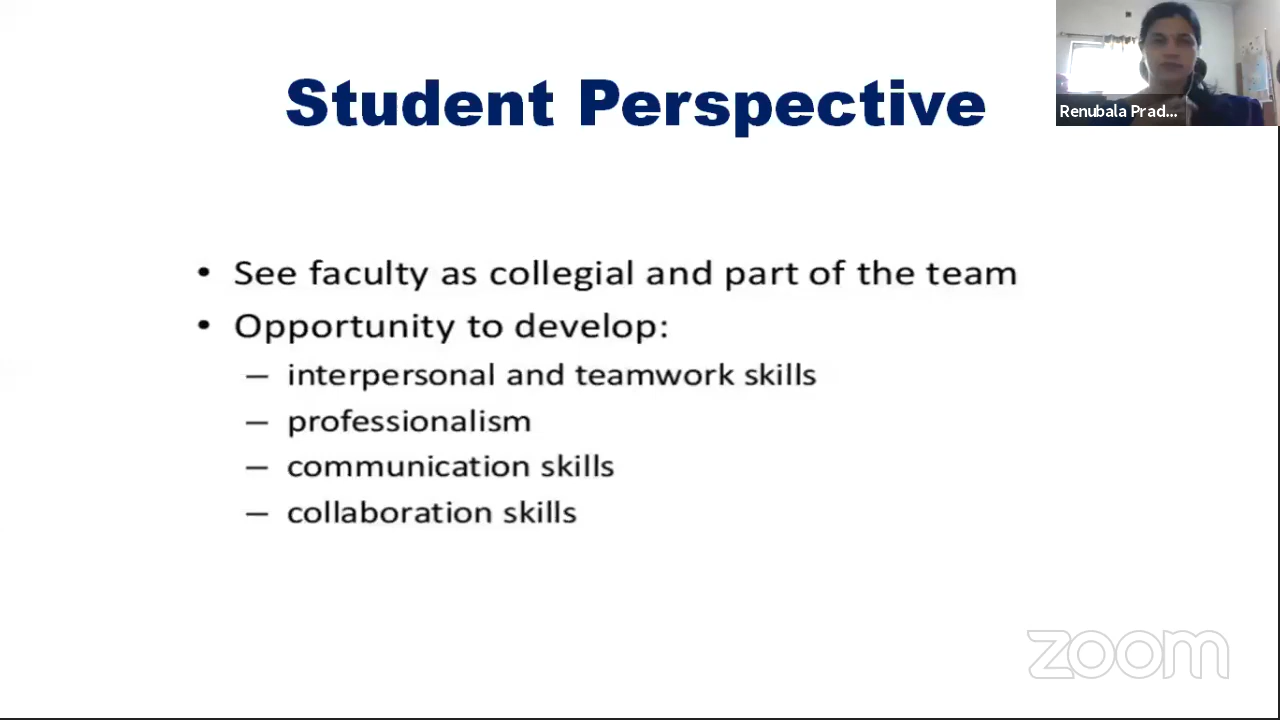 Student Perspective
Renubala Prad...
• See faculty as collegial and part of the team
• Opportunity to develop:
– interpersonal and teamwork skills
– professionalism
– communication skills
– collaboration skills
zoom